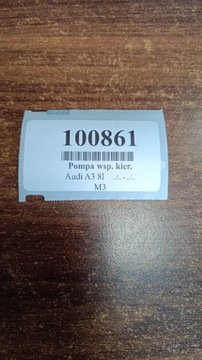 100861
Pompa wsp. kier.
Audi A3 8l ./.. - ./..
M3